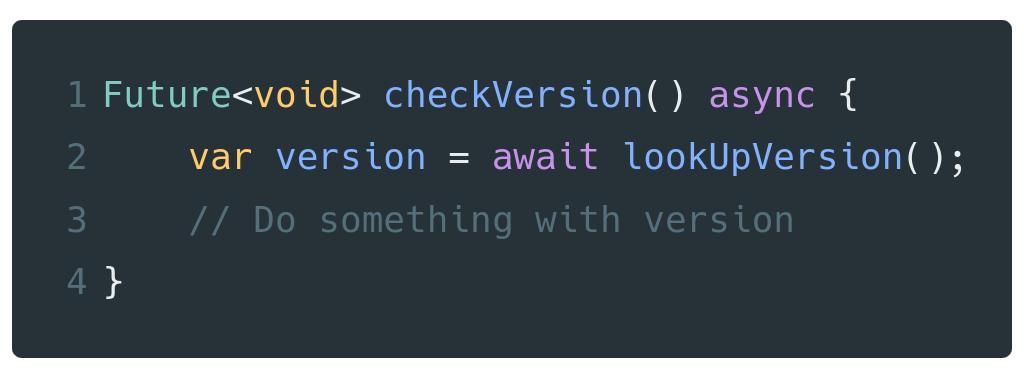 1 Future<void> checkVersion() async {
2     var version = await lookUpVersion();
3     // Do something with version
4 }